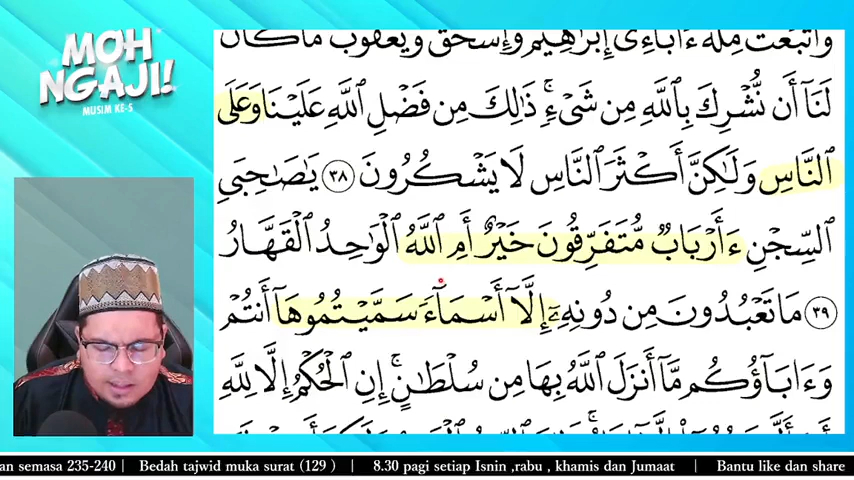 MOH
NGAJI!
MUSIM KE-5
وَٱتَّبَعْتُ مِلَّةَ ءَابَآءِىٓ إِبْرَٰهِيمَ وَإِسْحَٰقَ وَيَعْقُوبَ مَا كَانَ
لَنَآ أَن نُّشْرِكَ بِٱللَّهِ مِن شَىْءٍ ۚ ذَٰلِكَ مِن فَضْلِ ٱللَّهِ عَلَيْنَا وَعَلَى
ٱلنَّاسِ وَلَٰكِنَّ أَكْثَرَ ٱلنَّاسِ لَا يَشْكُرُونَ ٣٨ يَٰصَٰحِبَىِ
ٱلسِّجْنِ ءَأَرْبَابٌ مُّتَفَرِّقُونَ خَيْرٌ أَمِ ٱللَّهُ ٱلْوَٰحِدُ ٱلْقَهَّارُ
٣٩ مَا تَعْبُدُونَ مِن دُونِهِۦٓ إِلَّآ أَسْمَآءً سَمَّيْتُمُوهَآ أَنتُمْ
وَءَابَآؤُكُم مَّآ أَنزَلَ ٱللَّهُ بِهَا مِن سُلْطَٰنٍ ۚ إِنِ ٱلْحُكْمُ إِلَّا لِلَّهِ
an semasa 235-240 | Bedah tajwid muka surat (129 ) | 8.30 pagi setiap Isnin ,rabu , khamis dan Jumaat | Bantu like dan share